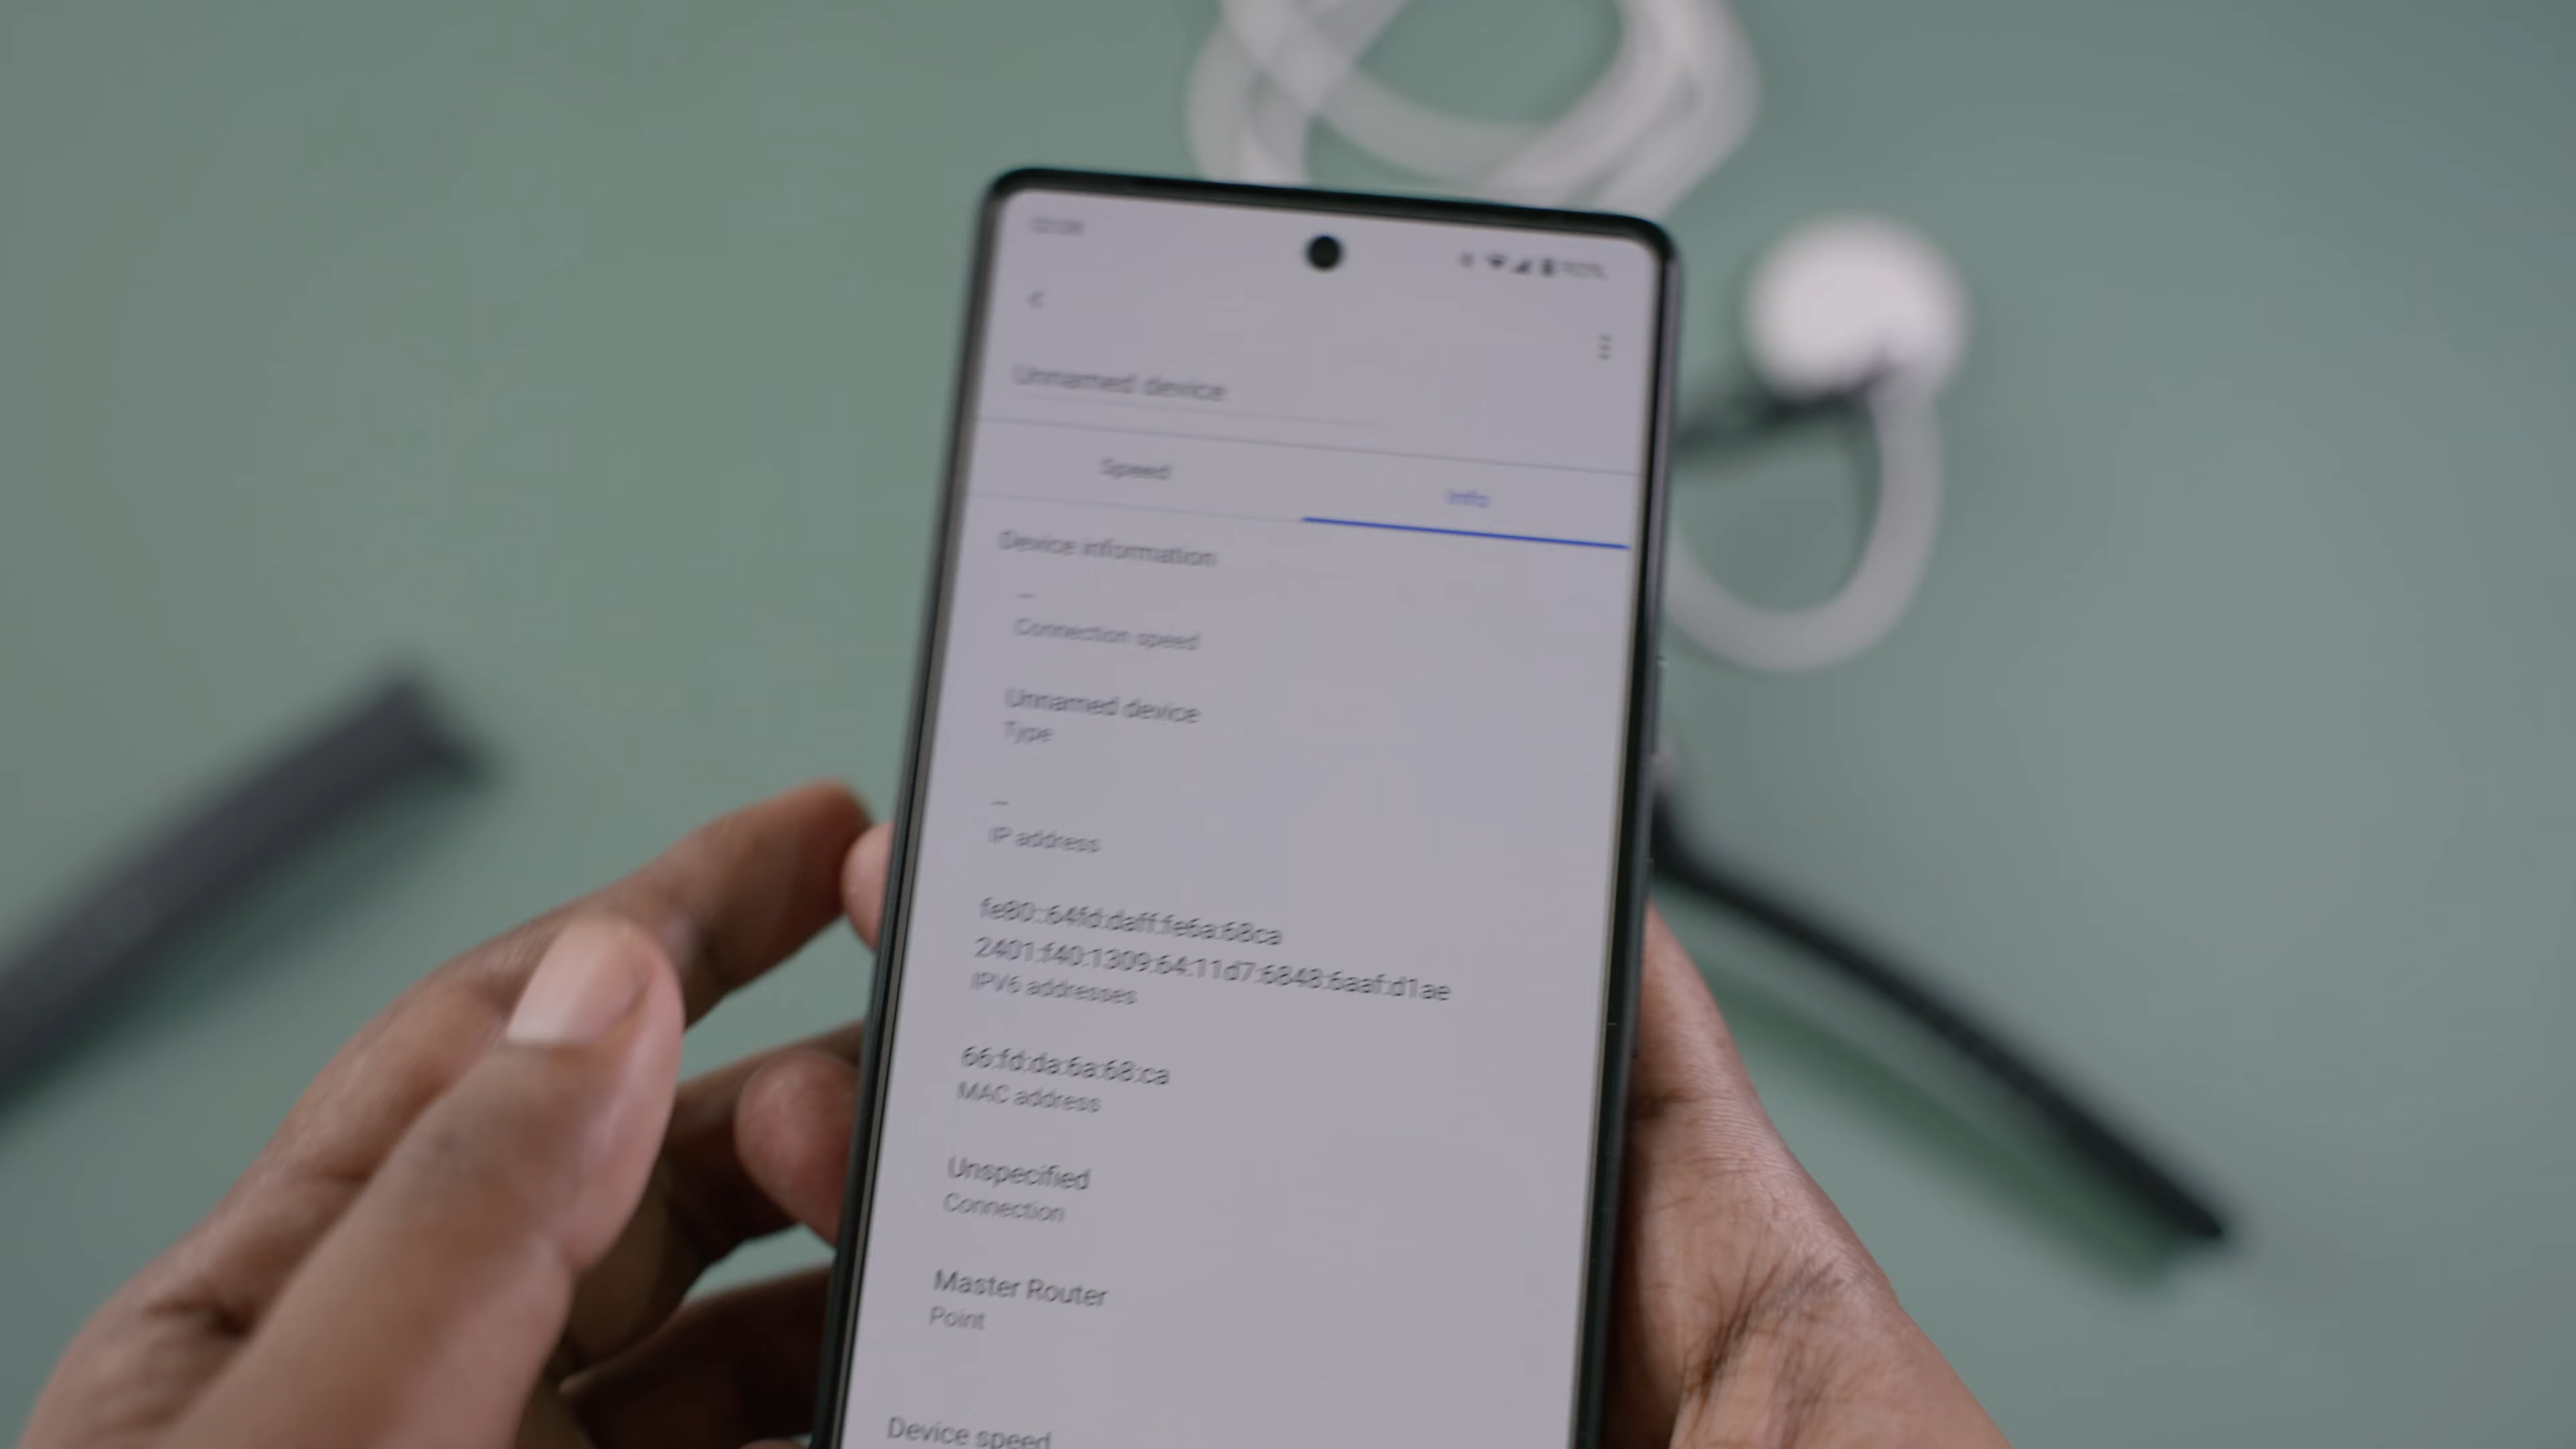 Unnamed device
Speed
Info
Device information
–
Connection speed
Unnamed device
Type
–
IP address
fe80::64fd:daff:fe6a:68ca
2401:f40:1309:64:11d7:6848:6aaf:d1ae
IPV6 addresses
66:fd:da:6a:68:ca
MAC address
Unspecified
Connection
Master Router
Point
Device speed